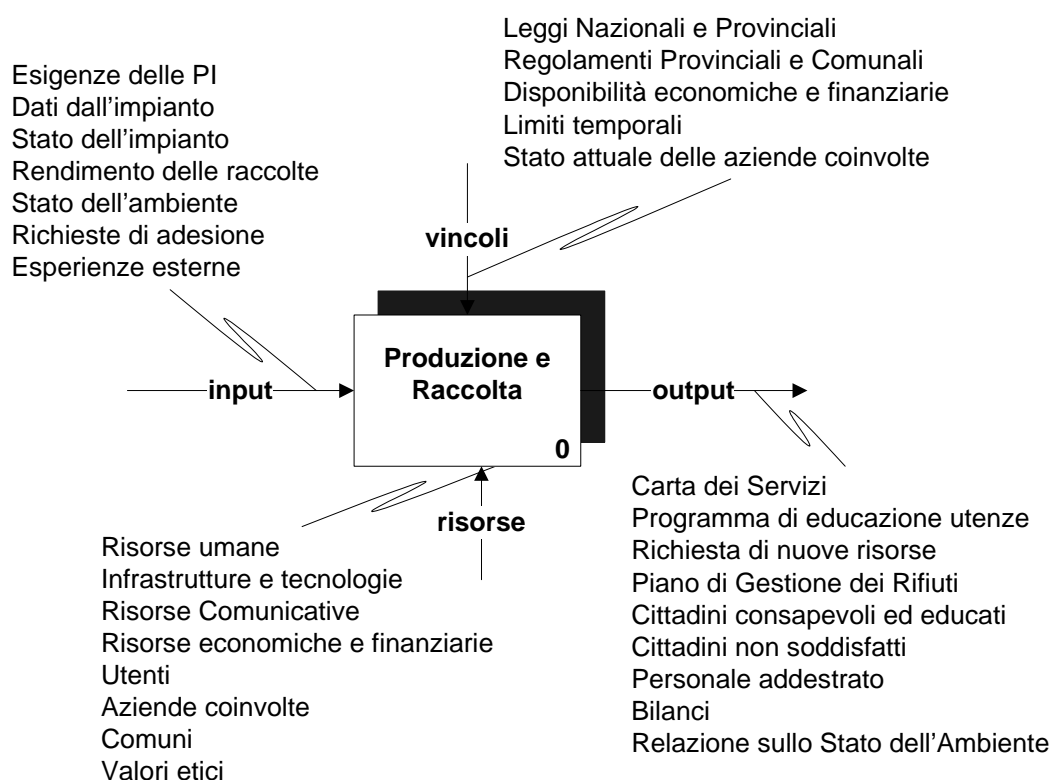 Leggi Nazionali e Provinciali
Regolamenti Provinciali e Comunali
Disponibilità economiche e finanziarie
Limiti temporali
Stato attuale delle aziende coinvolte
Esigenze delle PI
Dati dall’impianto
Stato dell’impianto
Rendimento delle raccolte
Stato dell’ambiente
Richieste di adesione
Esperienze esterne
vincoli
Produzione e
Raccolta
0
input
output
risorse
Risorse umane
Infrastrutture e tecnologie
Risorse Comunicative
Risorse economiche e finanziarie
Utenti
Aziende coinvolte
Comuni
Valori etici
Carta dei Servizi
Programma di educazione utenze
Richiesta di nuove risorse
Piano di Gestione dei Rifiuti
Cittadini consapevoli ed educati
Cittadini non soddisfatti
Personale addestrato
Bilanci
Relazione sullo Stato dell’Ambiente